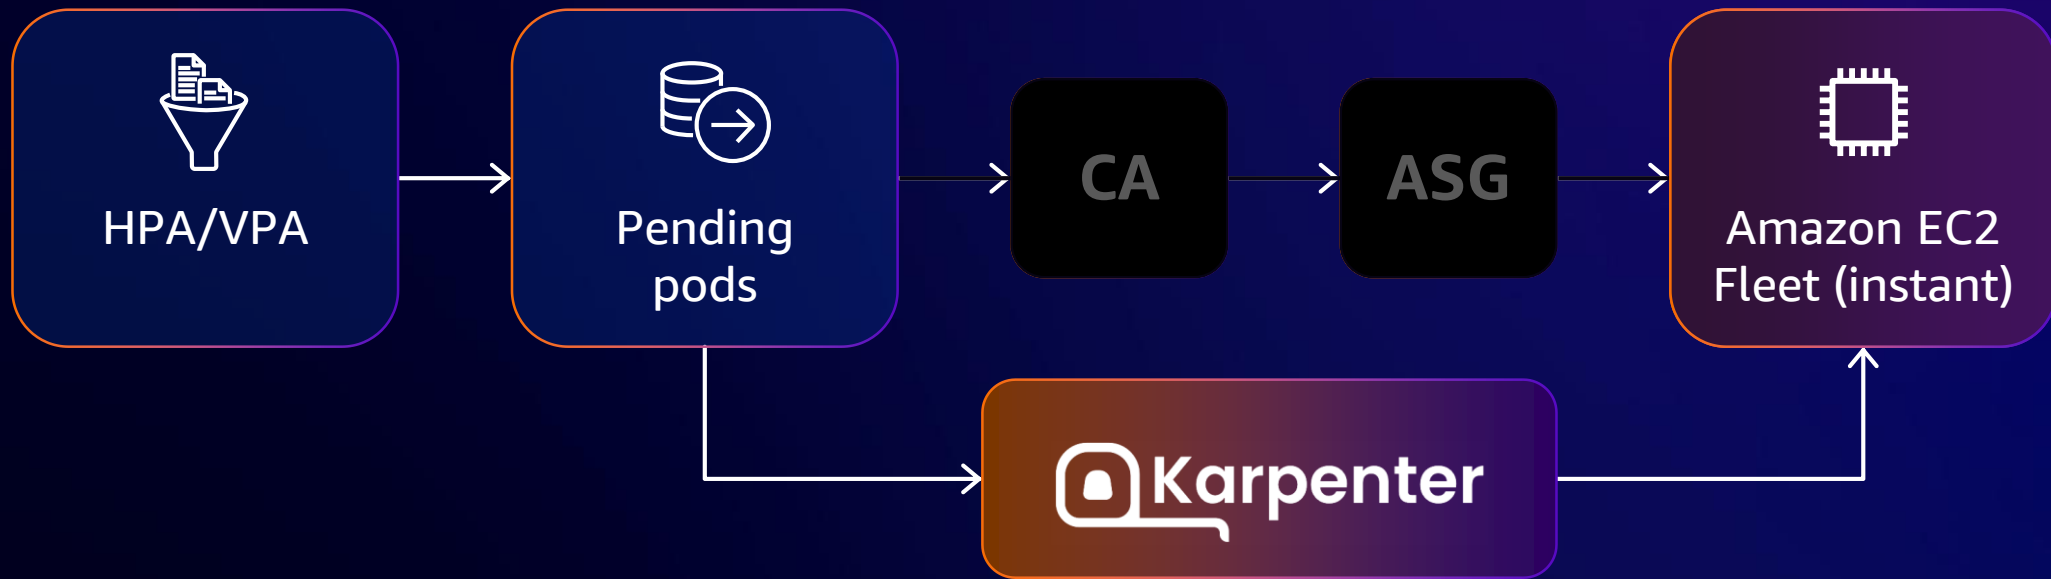 HPA/VPA
Pending
pods
CA
ASG
Amazon EC2
Fleet (instant)
Karpenter